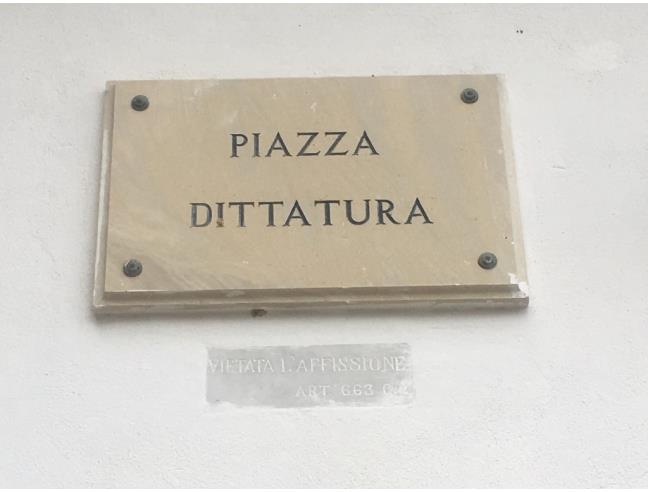 PIAZZA
DITTATURA
VIETATA L'AFFISSIONE
ART. 663 C.P.